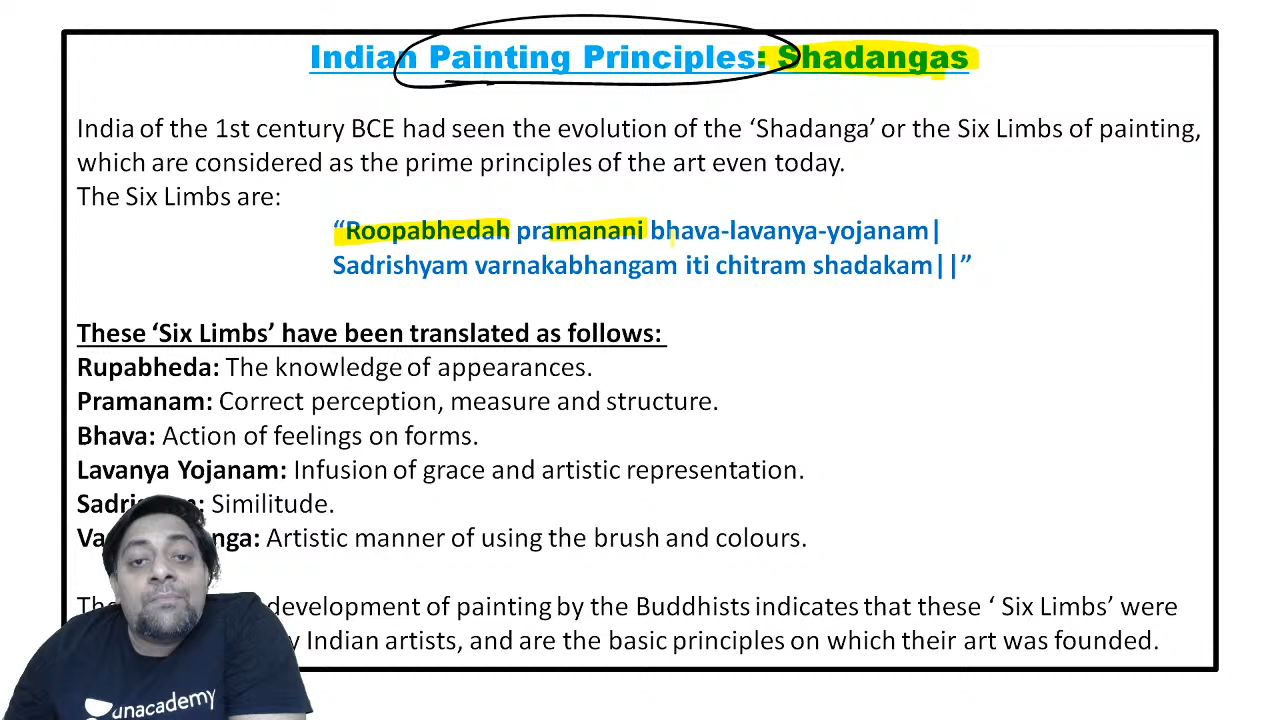 Indian Painting Principles: Shadangas
India of the 1st century BCE had seen the evolution of the ‘Shadanga’ or the Six Limbs of painting,
which are considered as the prime principles of the art even today.
The Six Limbs are:
“Roopabhedah pramanani bhava-lavanya-yojanam|
Sadrishyam varnakabhangam iti chitram shadakam||”
These ‘Six Limbs’ have been translated as follows:
Rupabheda: The knowledge of appearances.
Pramanam: Correct perception, measure and structure.
Bhava: Action of feelings on forms.
Lavanya Yojanam: Infusion of grace and artistic representation.
Similitude.
Artistic manner of using the brush and colours.
development of painting by the Buddhists indicates that these ‘ Six Limbs’ were
Indian artists, and are the basic principles on which their art was founded.
unacademy